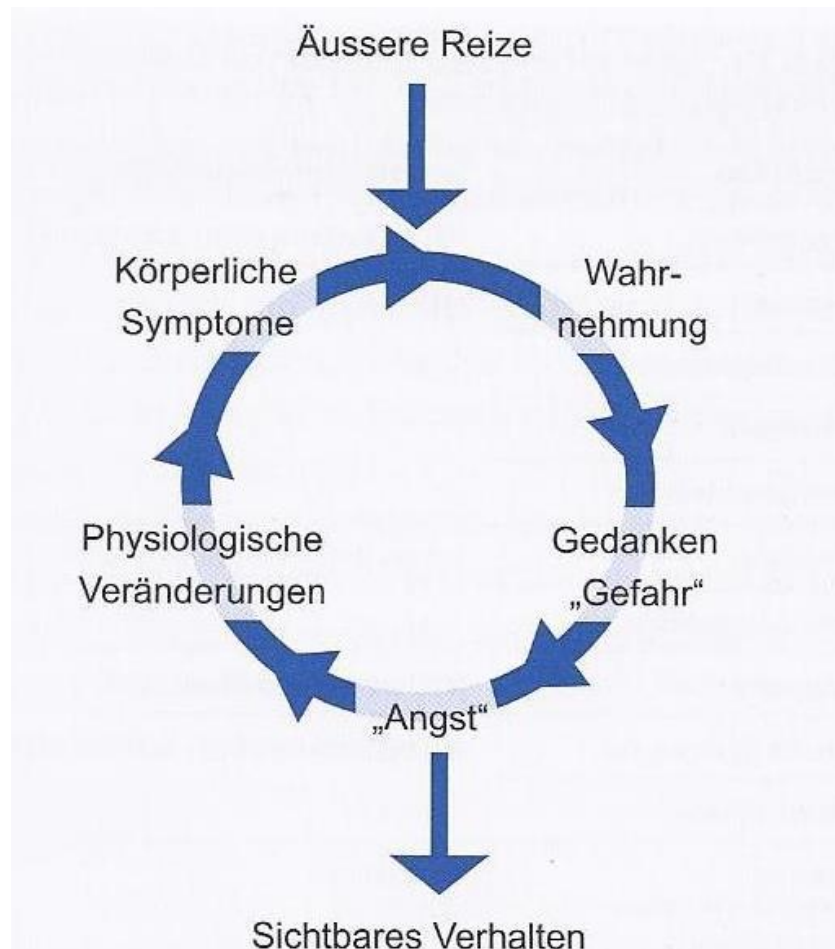 Äussere Reize
Körperliche
Symptome
Wahr-
nehmung
Physiologische
Veränderungen
Gedanken
„Gefahr“
„Angst“
Sichtbares Verhalten